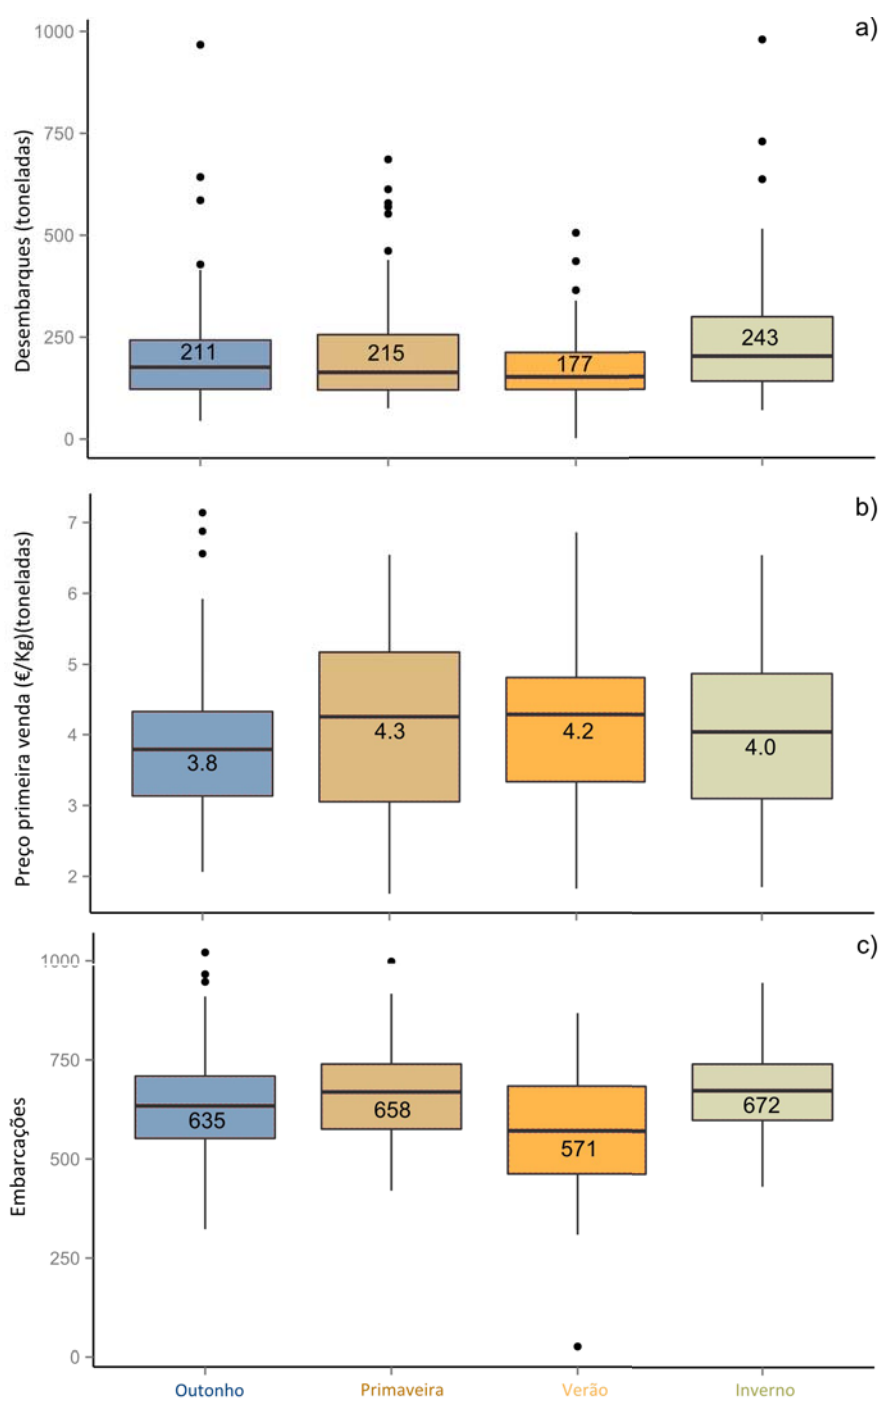 a)
Desembarques (toneladas)
1000
750
500
250
0
211
215
177
243
b)
Preço primeira venda (€/Kg)(toneladas)
7
6
5
4
3
2
3.8
4.3
4.2
4.0
c)
Embarcações
1000
750
500
250
0
635
658
571
672
Outonho
Primaveira
Verão
Inverno